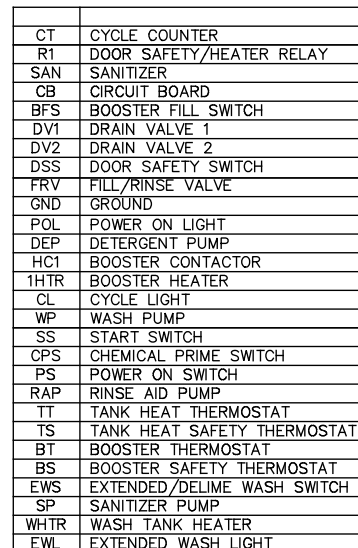 CT CYCLE COUNTER
R1 DOOR SAFETY/HEATER RELAY
SAN SANITIZER
CB CIRCUIT BOARD
BFS BOOSTER FILL SWITCH
DV1 DRAIN VALVE 1
DV2 DRAIN VALVE 2
DSS DOOR SAFETY SWITCH
FRV FILL/RINSE VALVE
GND GROUND
POL POWER ON LIGHT
DEP DETERGENT PUMP
HC1 BOOSTER CONTACTOR
1HTR BOOSTER HEATER
CL CYCLE LIGHT
WP WASH PUMP
SS START SWITCH
CPS CHEMICAL PRIME SWITCH
PS POWER ON SWITCH
RAP RINSE AID PUMP
TT TANK HEAT THERMOSTAT
TS TANK HEAT SAFETY THERMOSTAT
BT BOOSTER THERMOSTAT
BS BOOSTER SAFETY THERMOSTAT
EWS EXTENDED/DELIME WASH SWITCH
SP SANITIZER PUMP
WHTR WASH TANK HEATER
EWL EXTENDED WASH LIGHT